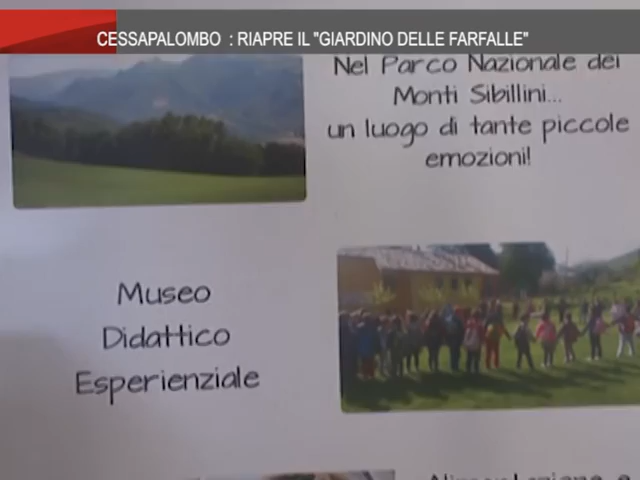 CESSAPALOMBO : RIAPRE IL "GIARDINO DELLE FARFALLE"
Nel Parco Nazionale dei
Monti Sibillini...
un luogo di tante piccole
emozioni!
Museo
Didattico
Esperienziale